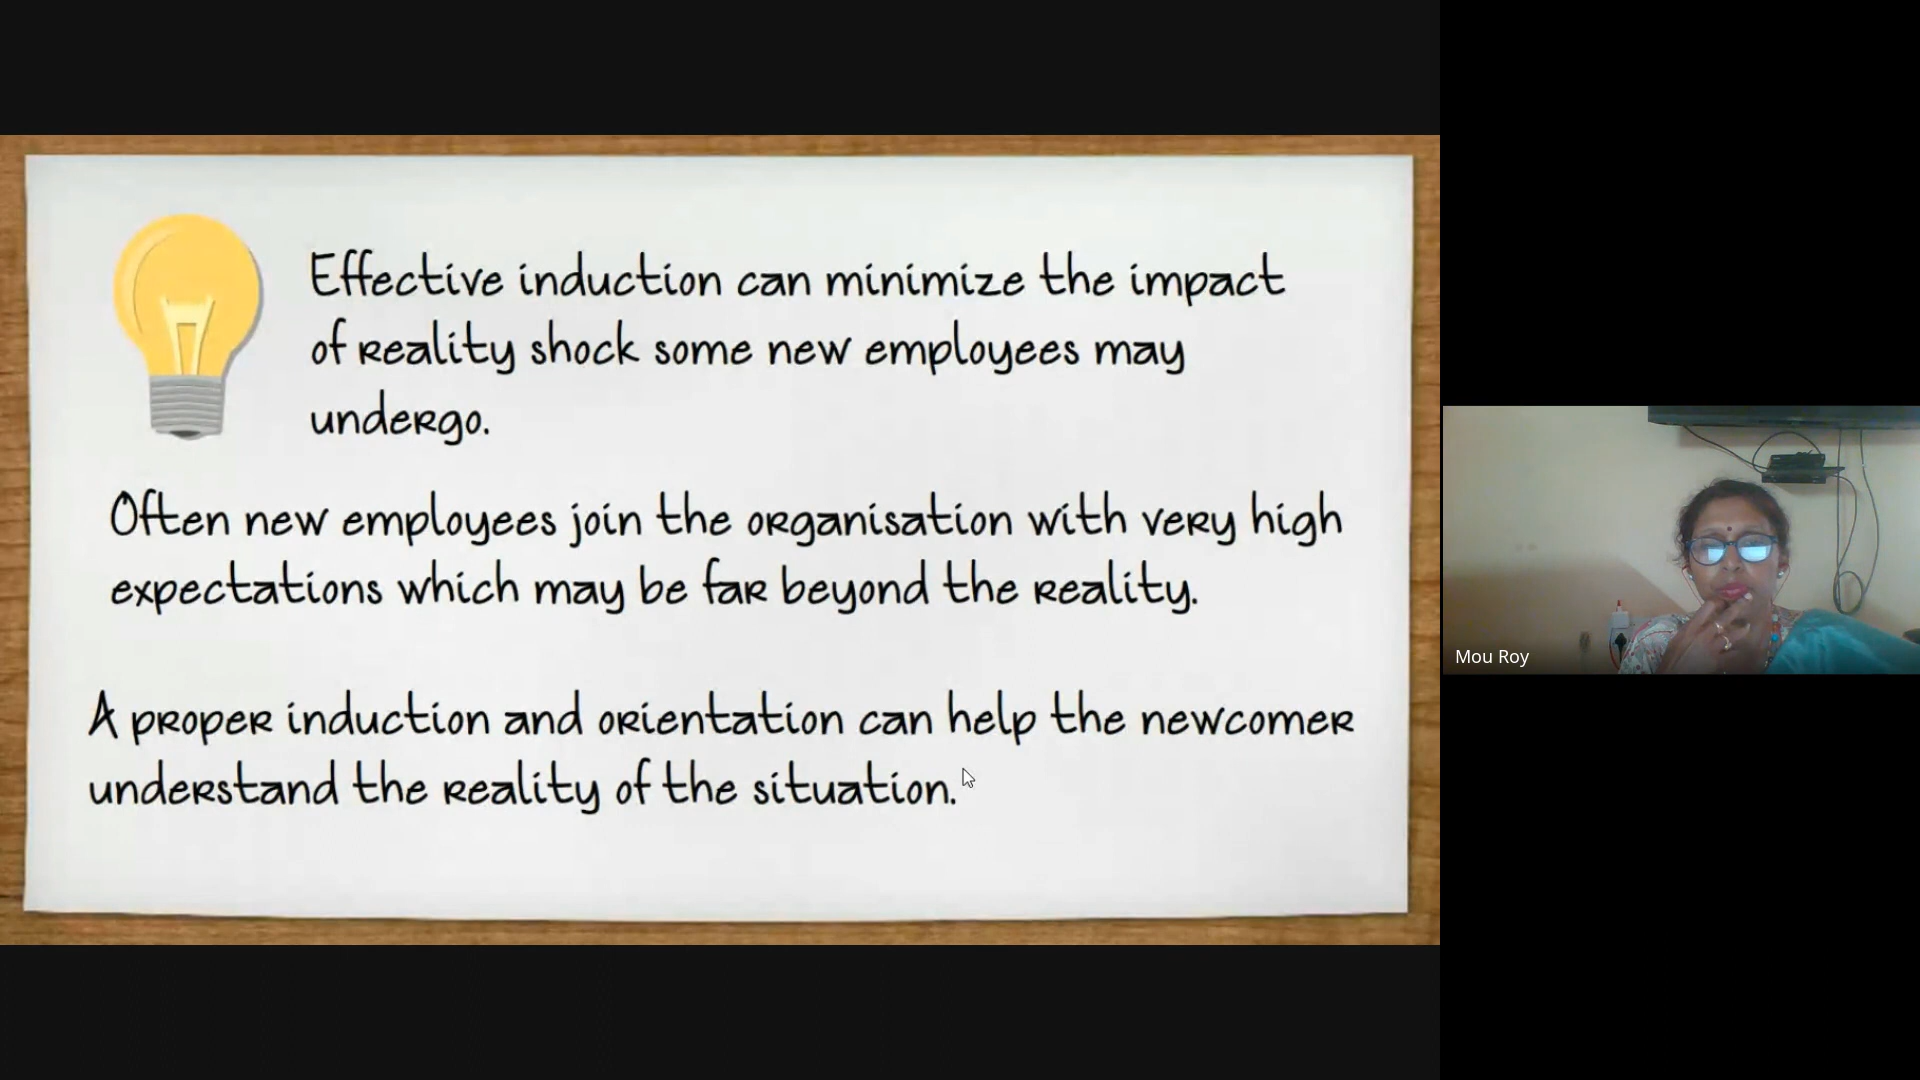 Effective induction can minimize the impact
of reality shock some new employees may
undergo.
Often new employees join the organisation with very high
expectations which may be far beyond the reality.
A proper induction and orientation can help the newcomer
understand the reality of the situation.
Mou Roy